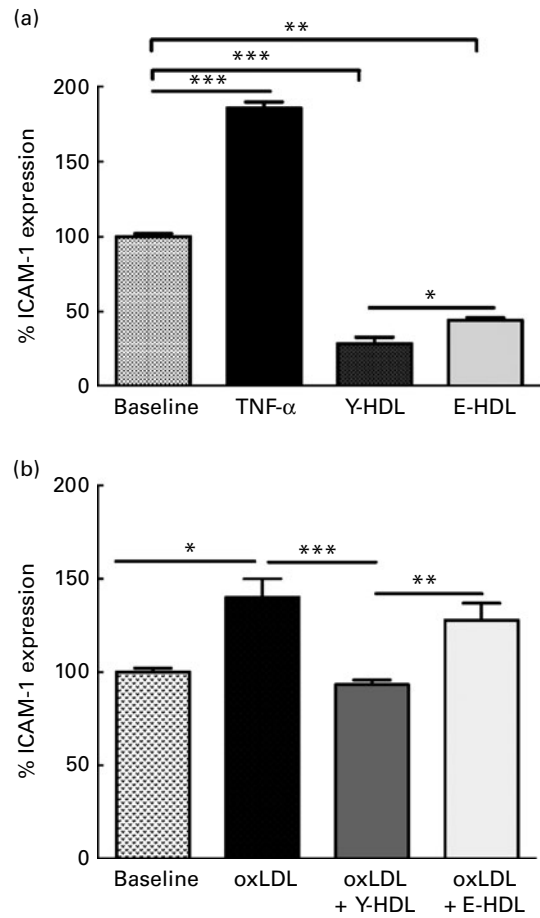 (a)
**
***
***
200
150
100
50
0
% ICAM-1 expression
*
Baseline TNF-α Y-HDL E-HDL
(b)
200
150
100
50
0
% ICAM-1 expression
* *** **
Baseline oxLDL oxLDL oxLDL
+ Y-HDL + E-HDL